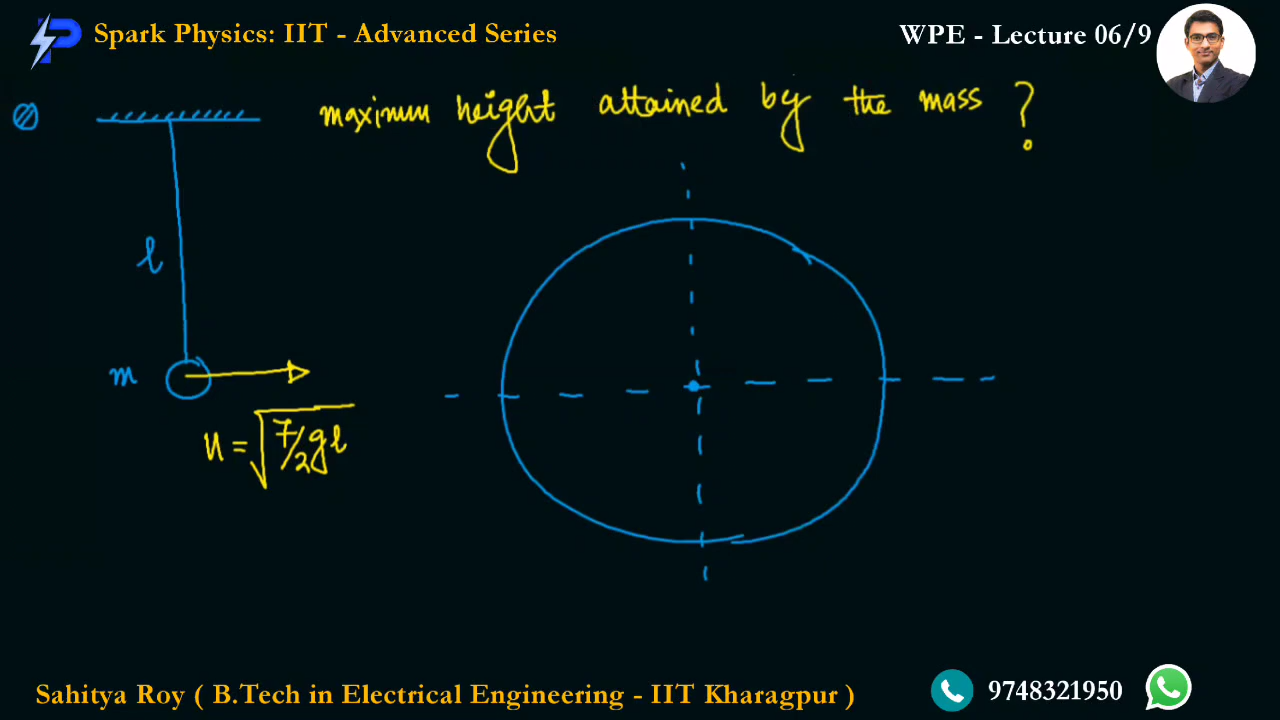 Spark Physics: IIT - Advanced Series
WPE - Lecture 06/9
maximum height attained by the mass ?
l
m
u = √7/2gl
Sahitya Roy ( B.Tech in Electrical Engineering - IIT Kharagpur )
9748321950